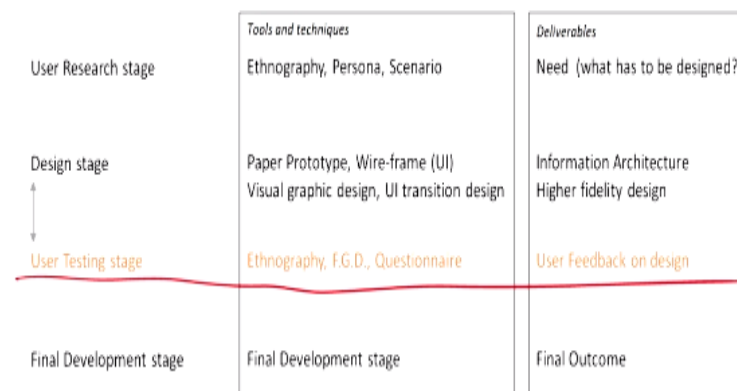 Tools and techniques
Deliverables
User Research stage
Ethnography, Persona, Scenario
Need (what has to be designed?
Design stage
Paper Prototype, Wire-frame (UI)
Information Architecture
Visual graphic design, UI transition design
Higher fidelity design
User Testing stage
Ethnography, F.G.D., Questionnaire
User Feedback on design
Final Development stage
Final Development stage
Final Outcome